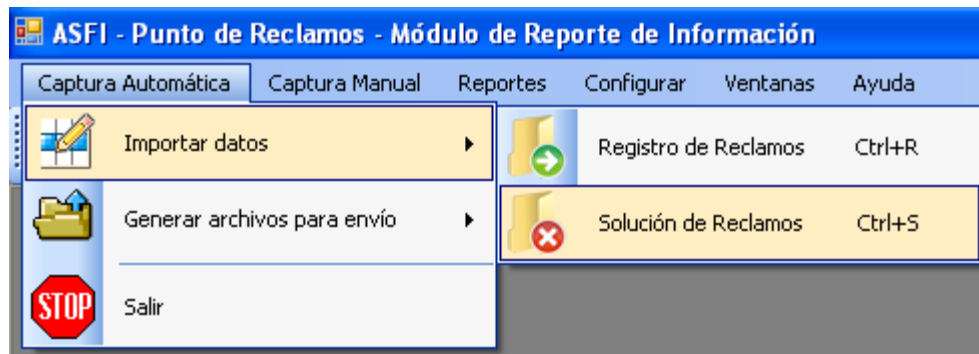 ASFI - Punto de Reclamos - Módulo de Reporte de Información
Captura Automática Captura Manual Reportes Configurar Ventanas Ayuda
Importar datos
Registro de Reclamos Ctrl+R
Generar archivos para envío
Solución de Reclamos Ctrl+S
STOP Salir